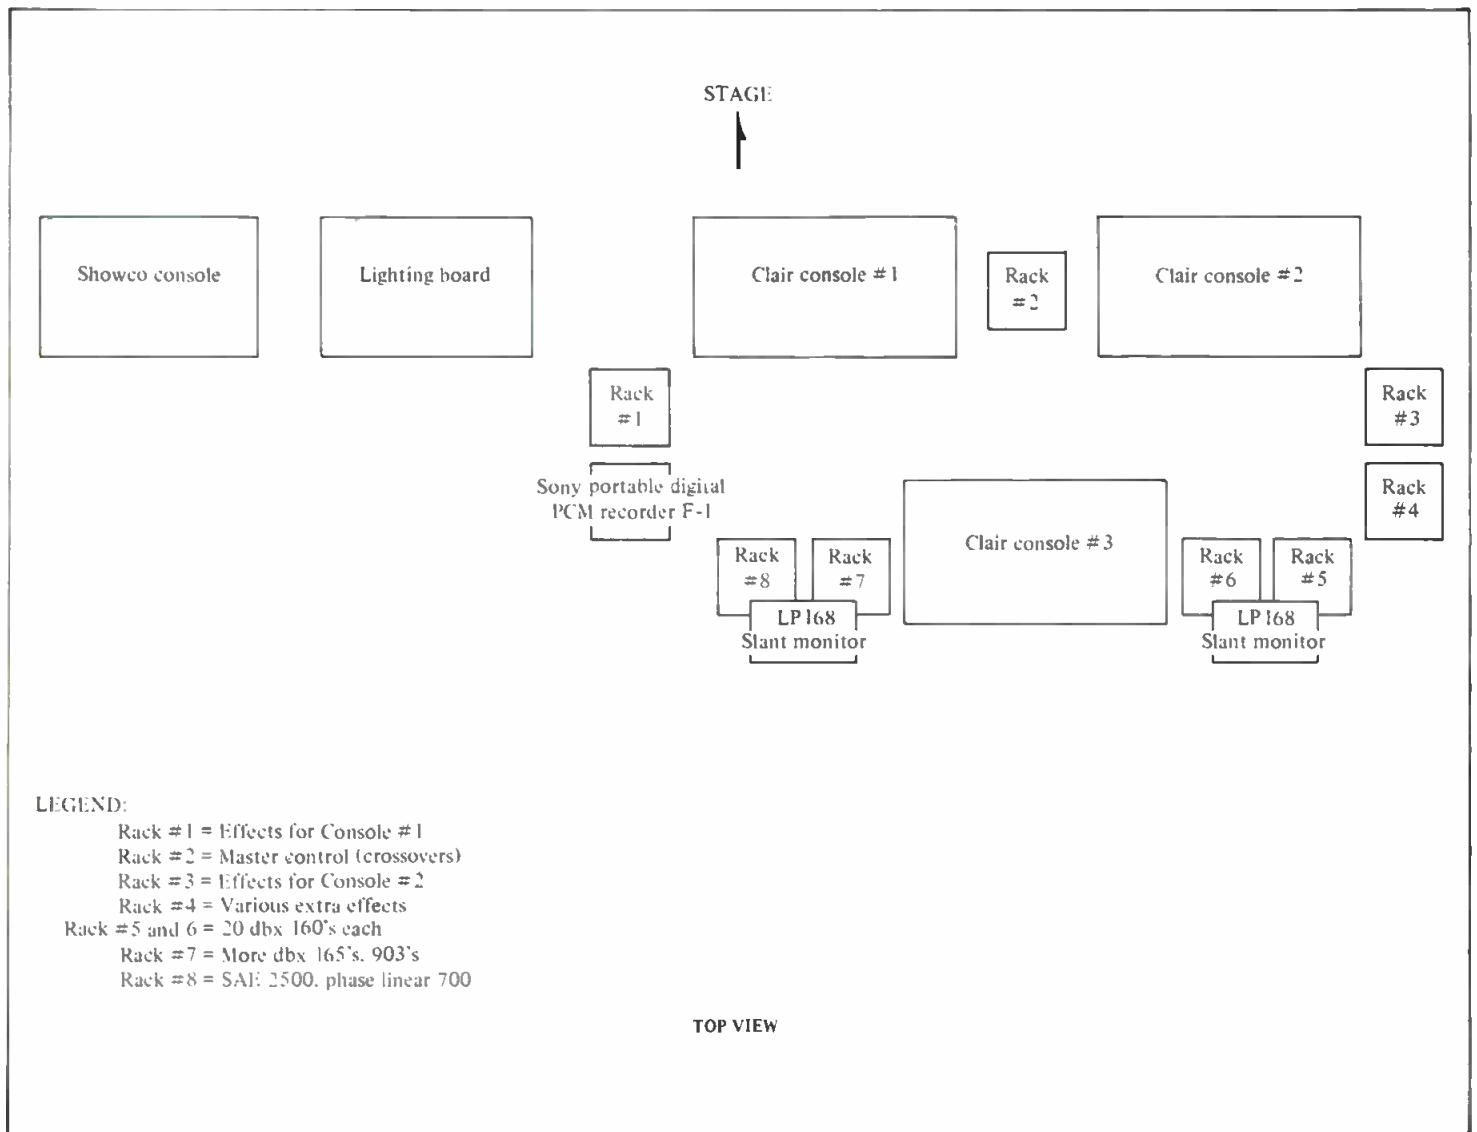 STAGE
Showco console
Lighting board
Clair console #1
Rack
#2
Clair console #2
Rack
#1
Rack
#3
Sony portable digital
PCM recorder F-1
Rack
#4
Clair console #3
Rack
#8
Rack
#7
Rack
#6
Rack
#5
LP168
Slant monitor
LP168
Slant monitor
LEGEND:
Rack #1 = Effects for Console #1
Rack #2 = Master control (crossovers)
Rack #3 = Effects for Console #2
Rack #4 = Various extra effects
Rack #5 and 6 = 20 dbx 160's each
Rack #7 = More dbx 165's. 903's
Rack #8 = SAE 2500. phase linear 700
TOP VIEW